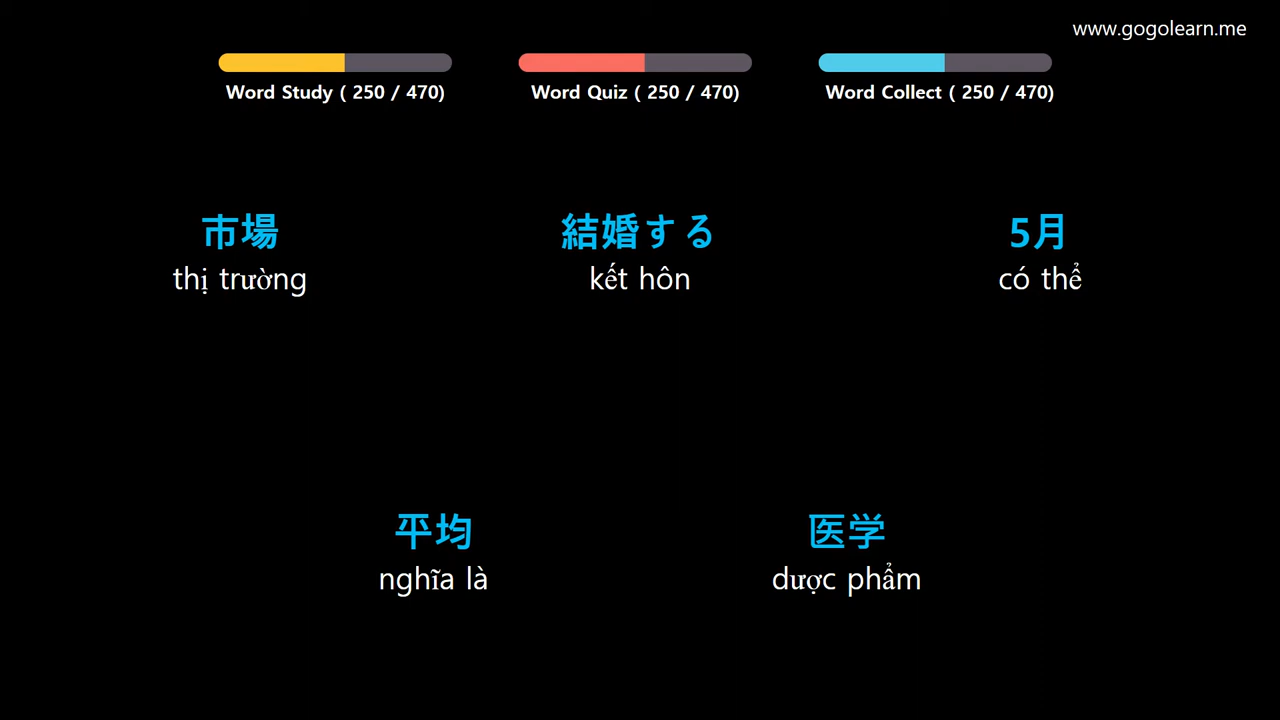 www.gogolearn.me
Word Study ( 250 / 470)
Word Quiz ( 250 / 470)
Word Collect ( 250 / 470)
市場
thị trường
結婚する
kết hôn
5月
có thể
平均
nghĩa là
医学
dược phẩm